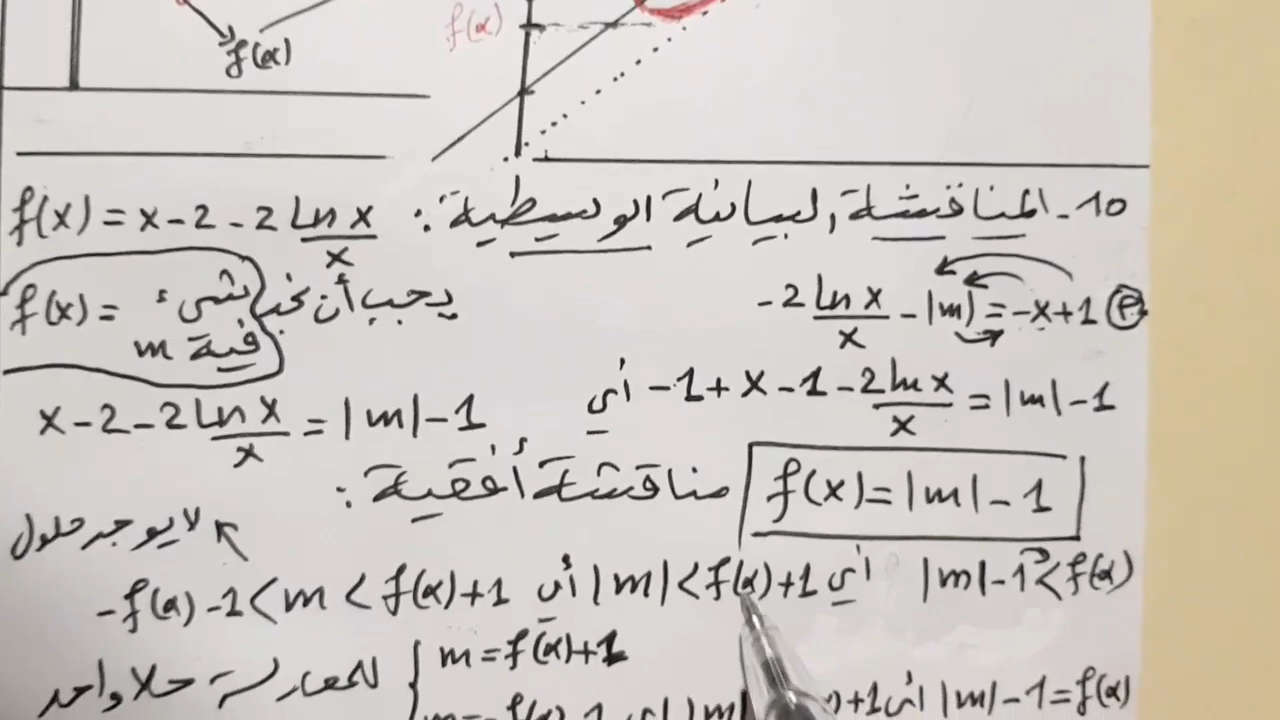 f(α)
f(α)
10 - المناقشة البيانية الوسيطية: f(x) = x - 2 - 2 ln x / x
P -2 ln x / x - |m| = -x + 1
يجب أن نجد f(x) = شيء فيه m
أي -1 + x - 1 - 2 ln x / x = |m| - 1
x - 2 - 2 ln x / x = |m| - 1
f(x) = |m| - 1 مناقشة أفقية:
|m| - 1 < f(α) أي |m| < f(α) + 1 أي -f(α) - 1 < m < f(α) + 1
لا يوجد حلول
|m| - 1 = f(α) أي
m = f(α) + 1
للمعادلة حلا واحد